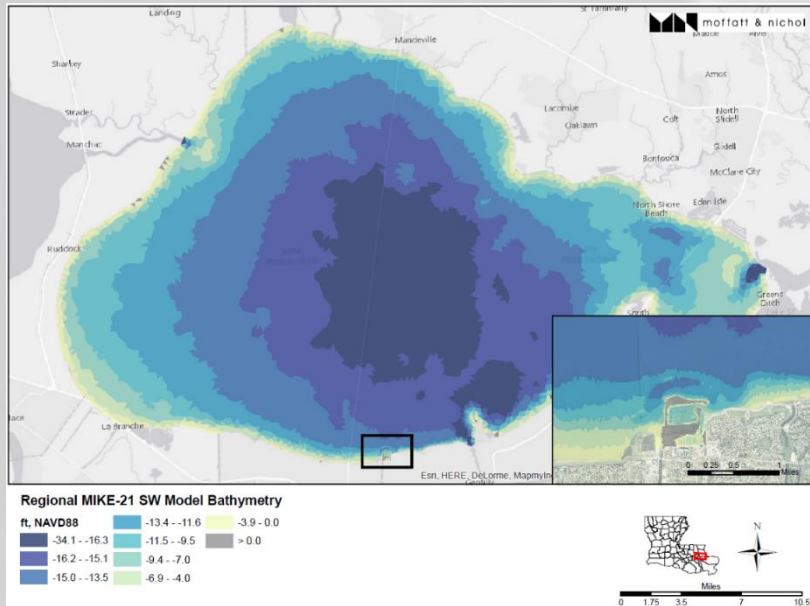 Landing
St Tammany
moffatt & nichol
Mandeville
Sharkey
Amos
Lacombe
North
Slidell
Strader
Oaklawn
Colt
Slidell
Manchac
Bonfouca
McClane City
North Shore
Beach
Eden Isle
Ruddock
Greens
Ditch
South
La Branche
0 0.25 0.5 1
Miles
Esri, HERE, DeLorme, MapmyIn
Regional MIKE-21 SW Model Bathymetry
ft, NAVD88
-34.1 - -16.3
-16.2 - -15.1
-15.0 - -13.5
-13.4 - -11.6
-11.5 - -9.5
-9.4 - -7.0
-6.9 - -4.0
-3.9 - 0.0
> 0.0
N
Miles
0 1.75 3.5 7 10.5